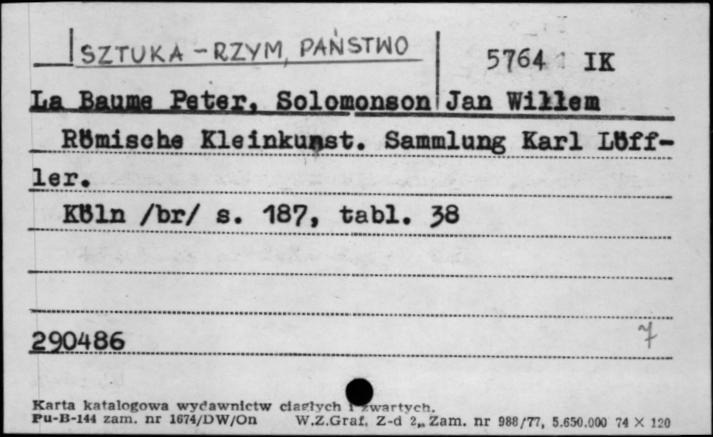 SZTUKA - RZYM, PAŃSTWO
5764 IK
La Baume Peter, Solomonson Jan Willem
Römische Kleinkunst. Sammlung Karl Löff-
ler.
Köln /br/ s. 187, tabl. 38
290486
7
Karta katalogowa wydawnictw ciągłych i zwartych.
Pu-B-144 zam. nr 1674/DW/On W.Z.Graf. Z-d 2,, Zam. nr 988/77, 5.650.000 74 × 120